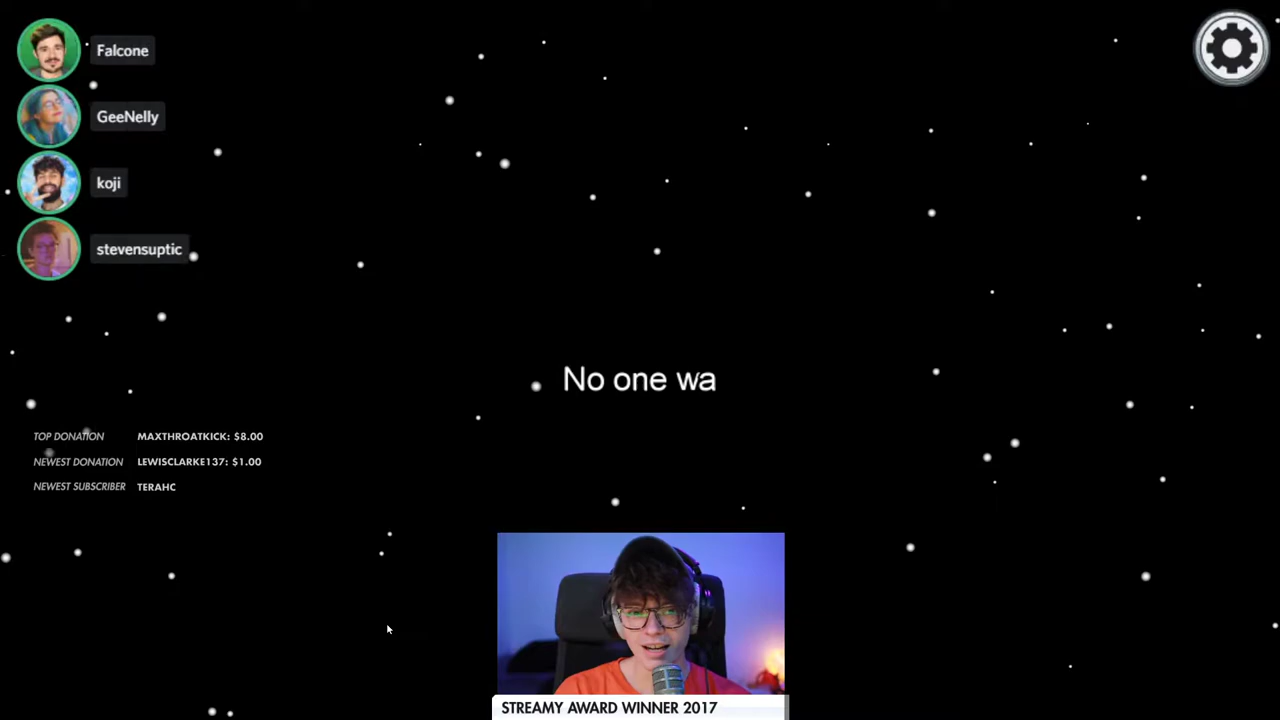 Falcone
GeeNelly
koji
stevensuptic
No one wa
TOP DONATION MAXTHROATKICK: $8.00
NEWEST DONATION LEWISCLARKE137: $1.00
NEWEST SUBSCRIBER TERAHC
STREAMY AWARD WINNER 2017